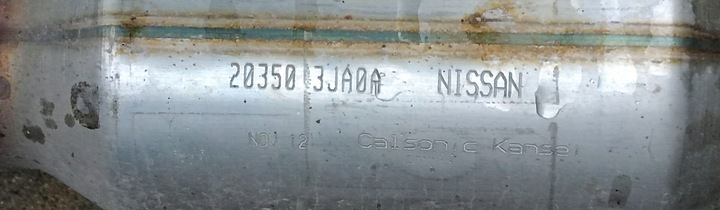 20350 3JA0A NISSAN
NOV 12 Calsonic Kansei